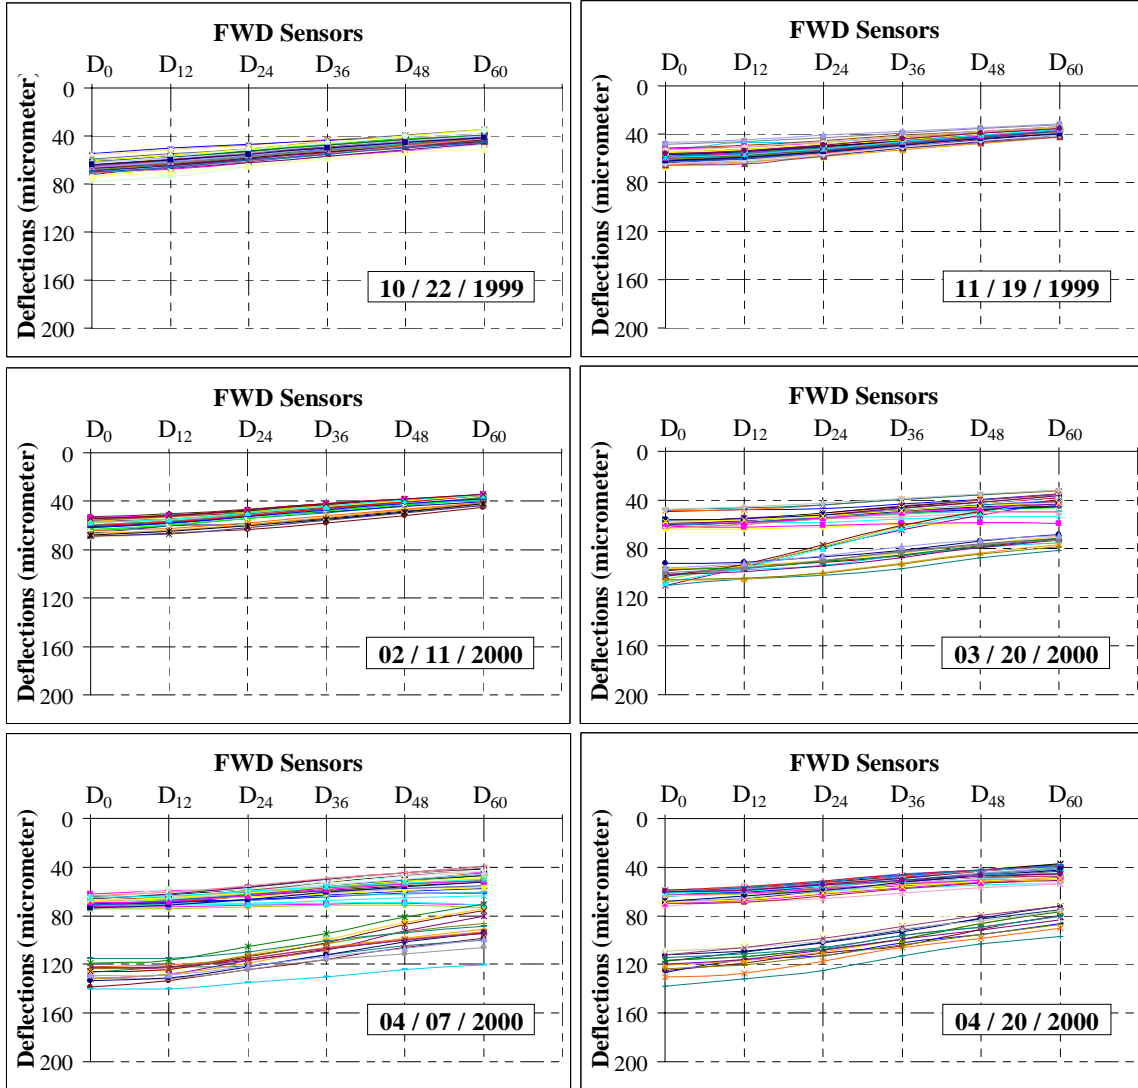 FWD Sensors
D0 D12 D24 D36 D48 D60
0
40
80
120
160
200
Deflections (micrometer)
10 / 22 / 1999
FWD Sensors
D0 D12 D24 D36 D48 D60
0
40
80
120
160
200
Deflections (micrometer)
11 / 19 / 1999
FWD Sensors
D0 D12 D24 D36 D48 D60
0
40
80
120
160
200
Deflections (micrometer)
02 / 11 / 2000
FWD Sensors
D0 D12 D24 D36 D48 D60
0
40
80
120
160
200
Deflections (micrometer)
03 / 20 / 2000
FWD Sensors
D0 D12 D24 D36 D48 D60
0
40
80
120
160
200
Deflections (micrometer)
04 / 07 / 2000
FWD Sensors
D0 D12 D24 D36 D48 D60
0
40
80
120
160
200
Deflections (micrometer)
04 / 20 / 2000